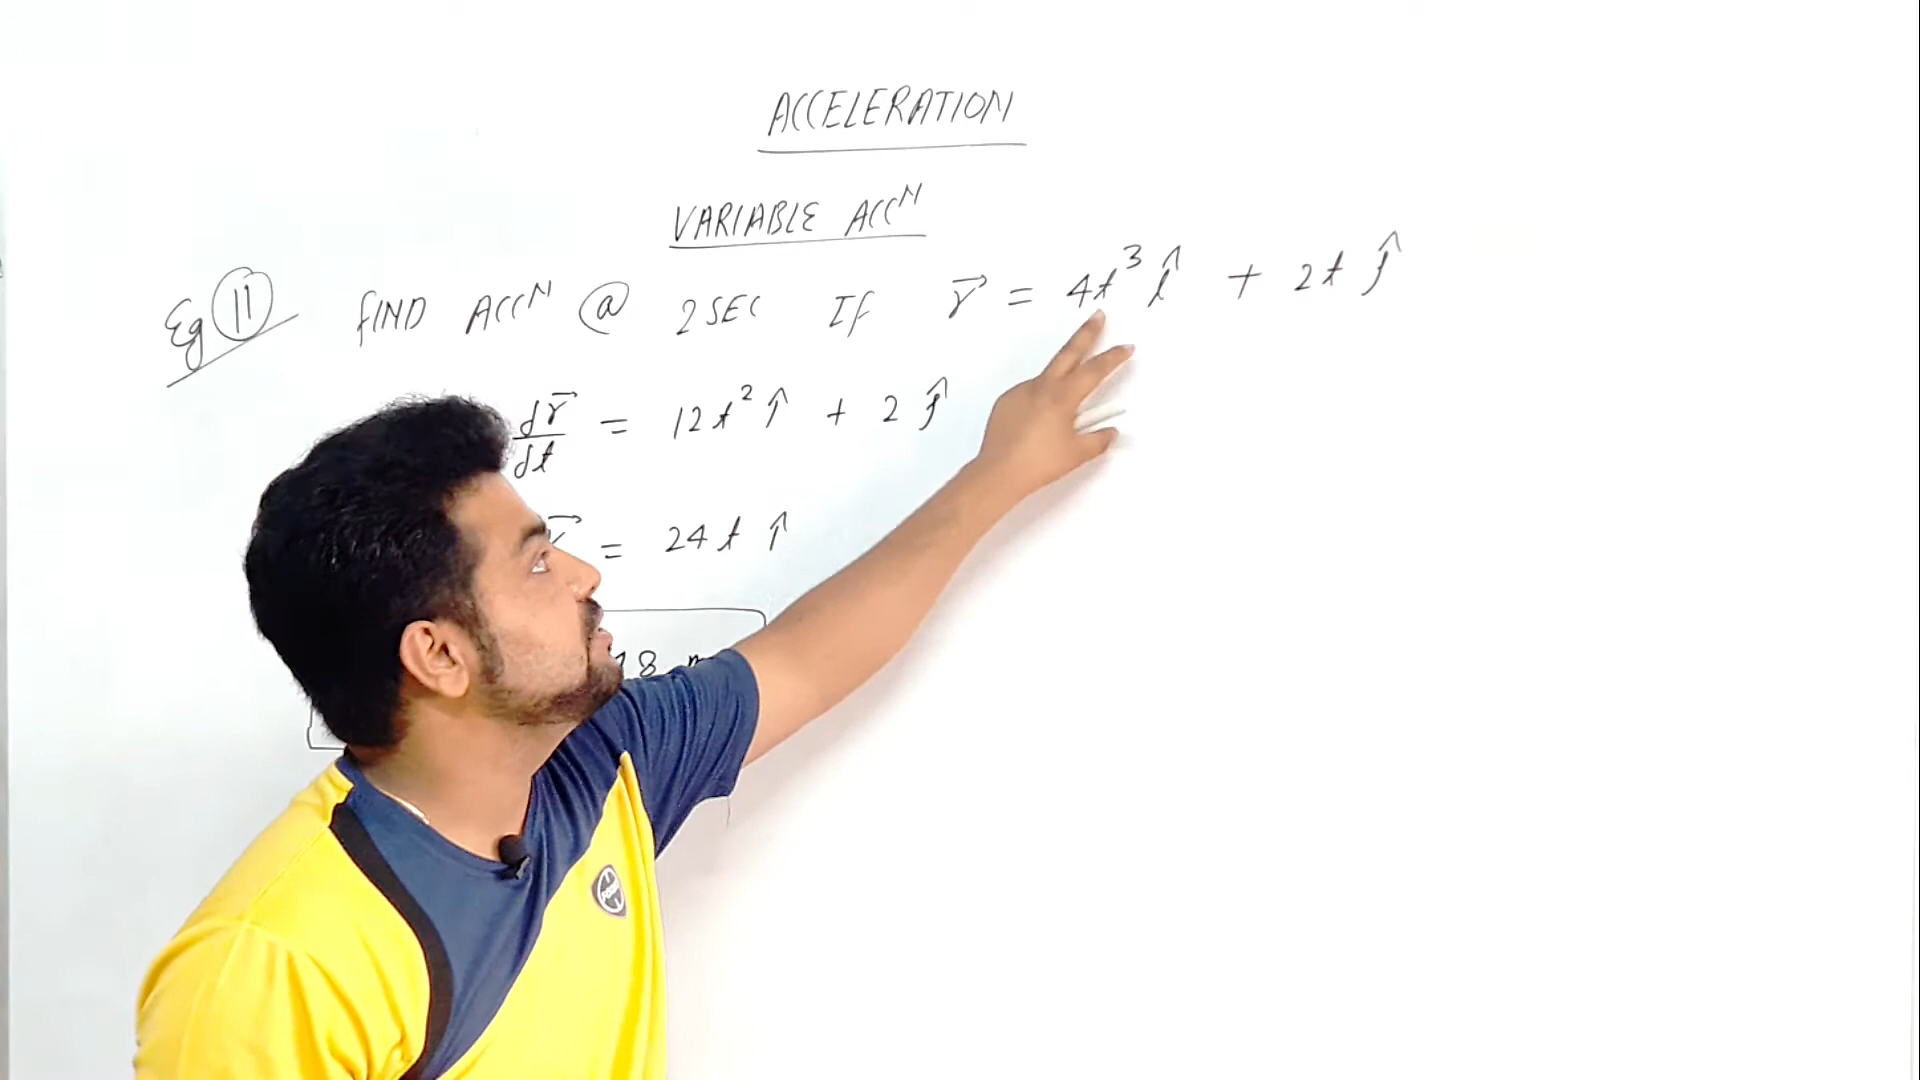 ACCELERATION
VARIABLE ACCᴺ
Eg 11 FIND ACCᴺ @ 2 SEC IF r⃗ = 4t³ î + 2t ĵ
dr⃗/dt = 12t² î + 2 ĵ
= 24t î